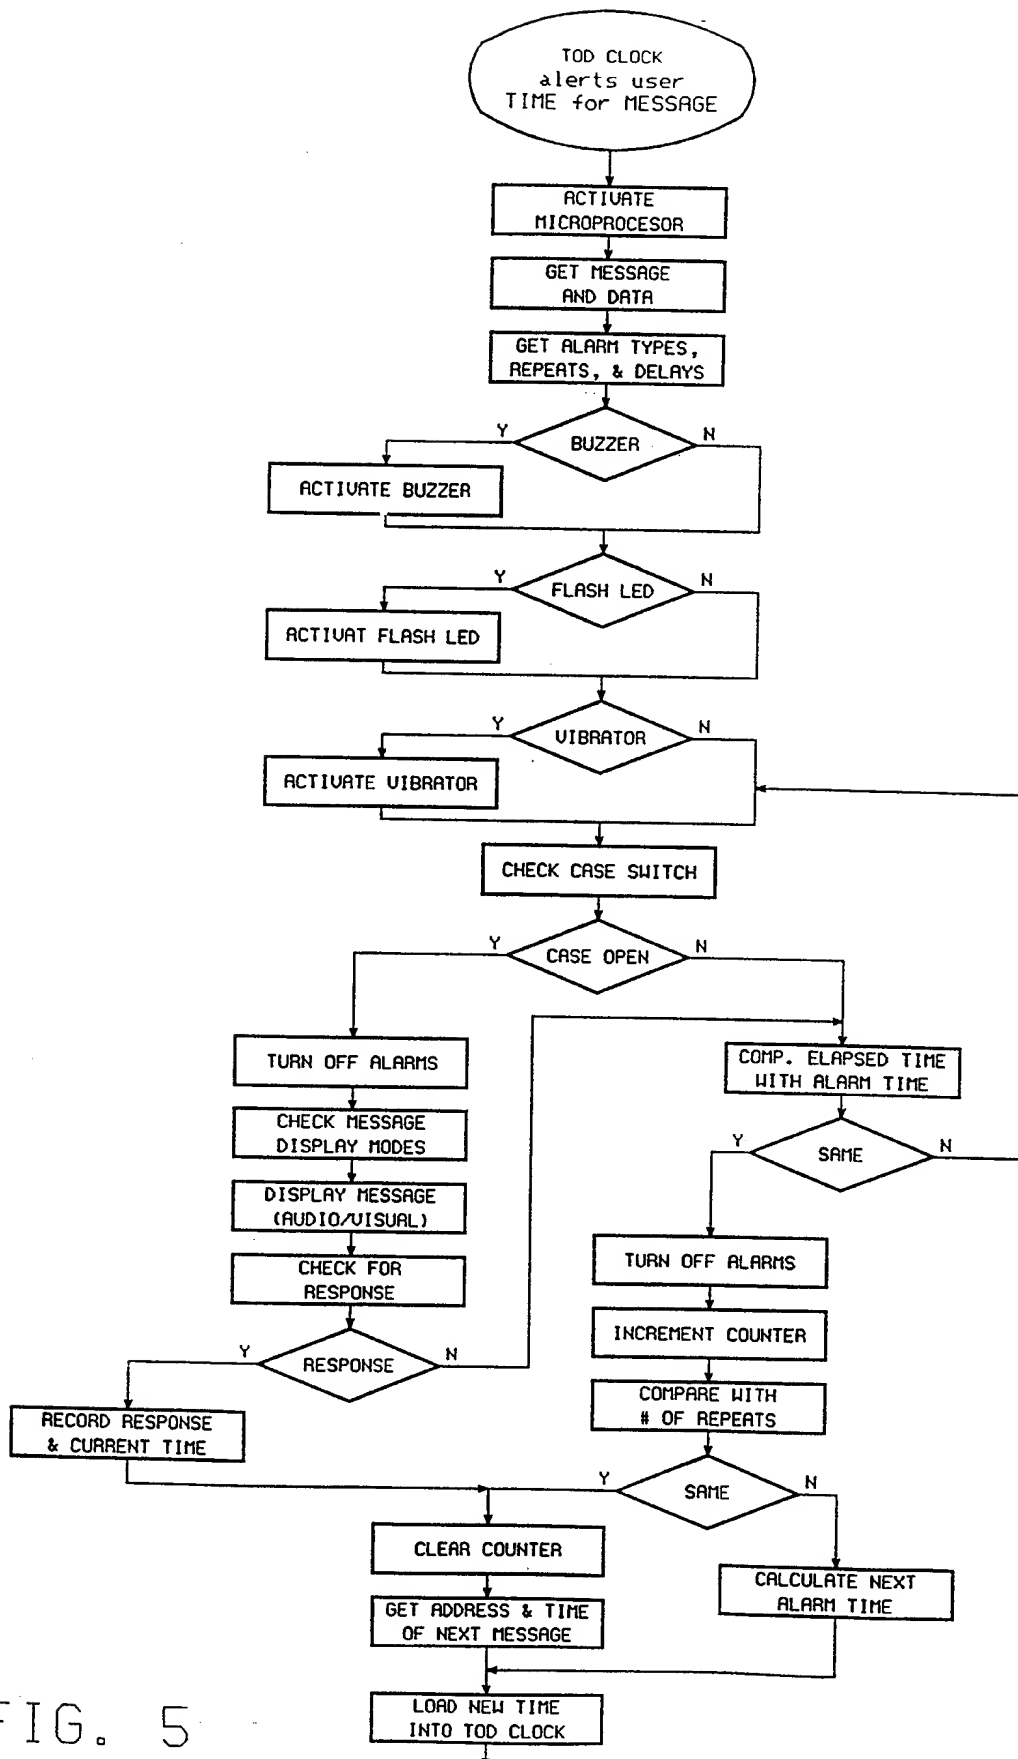 TOD CLOCK
alerts user
TIME for MESSAGE
ACTIVATE
MICROPROCESOR
GET MESSAGE
AND DATA
GET ALARM TYPES,
REPEATS, & DELAYS
Y
BUZZER
N
ACTIVATE BUZZER
Y
FLASH LED
N
ACTIVAT FLASH LED
Y
VIBRATOR
N
ACTIVATE VIBRATOR
CHECK CASE SWITCH
Y
CASE OPEN
N
TURN OFF ALARMS
COMP. ELAPSED TIME
WITH ALARM TIME
CHECK MESSAGE
DISPLAY MODES
Y
SAME
N
DISPLAY MESSAGE
(AUDIO/VISUAL)
TURN OFF ALARMS
CHECK FOR
RESPONSE
INCREMENT COUNTER
Y
RESPONSE
N
COMPARE WITH
# OF REPEATS
RECORD RESPONSE
& CURRENT TIME
Y
SAME
N
CLEAR COUNTER
CALCULATE NEXT
ALARM TIME
GET ADDRESS & TIME
OF NEXT MESSAGE
LOAD NEW TIME
INTO TOD CLOCK
FIG. 5